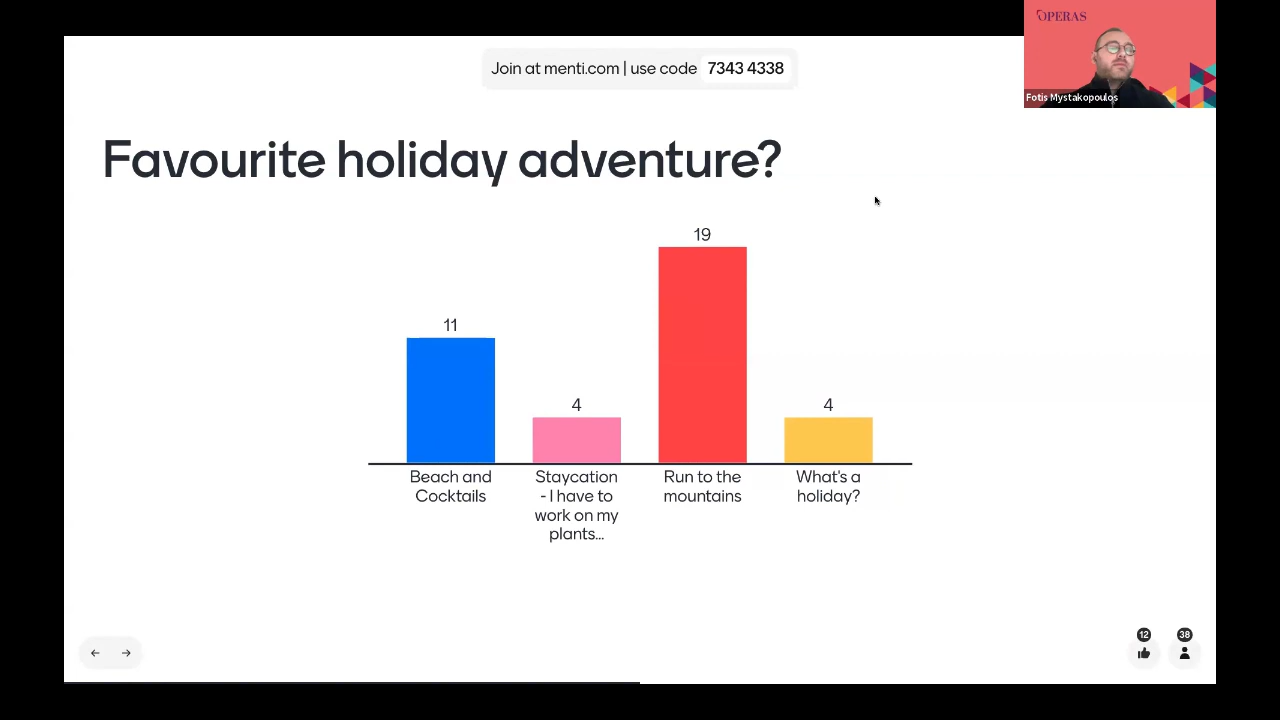 OPERAS
Fotis Mystakopoulos
Join at menti.com | use code 7343 4338
Favourite holiday adventure?
19
11
4
4
Beach and
Cocktails
Staycation
- I have to
work on my
plants...
Run to the
mountains
What's a
holiday?
12
38